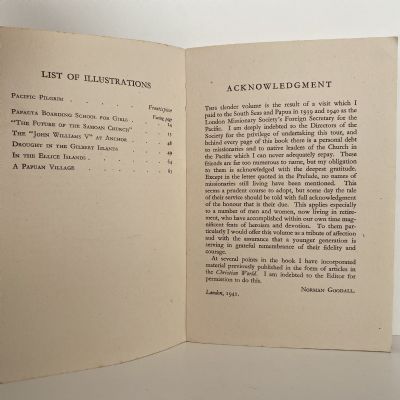 LIST OF ILLUSTRATIONS
PACIFIC PILGRIM . . . . Frontispiece
Facing page
PAPAUTA BOARDING SCHOOL FOR GIRLS . . 14
"THE FUTURE OF THE SAMOAN CHURCH" . . 15
THE "JOHN WILLIAMS V" AT ANCHOR . . 48
DROUGHT IN THE GILBERT ISLANDS . . 49
IN THE ELLICE ISLANDS . . . . 64
A PAPUAN VILLAGE . . . . 65
ACKNOWLEDGMENT
THIS slender volume is the result of a visit which I
paid to the South Seas and Papua in 1939 and 1940 as the
London Missionary Society's Foreign Secretary for the
Pacific. I am deeply indebted to the Directors of the
Society for the privilege of undertaking this tour, and
behind every page of this book there is a personal debt
to missionaries and native leaders of the Church in
the Pacific which I can never adequately repay. These
friends are far too numerous to name, but my obligation
to them is acknowledged with the deepest gratitude.
Except in the letter quoted in the Prelude, no names of
missionaries still living have been mentioned. This
seems a prudent course to adopt, but some day the tale
of their service should be told with full acknowledgment
of the honour that is their due. This applies especially
to a number of men and women, now living in retire-
ment, who have accomplished within our own time mag-
nificent feats of heroism and devotion. To them par-
ticularly I would offer this volume as a tribute of affection
and with the assurance that a younger generation is
serving in grateful remembrance of their fidelity and
courage.
At several points in the book I have incorporated
material previously published in the form of articles in
the Christian World. I am indebted to the Editor for
permission to do this.
NORMAN GOODALL.
London, 1941.